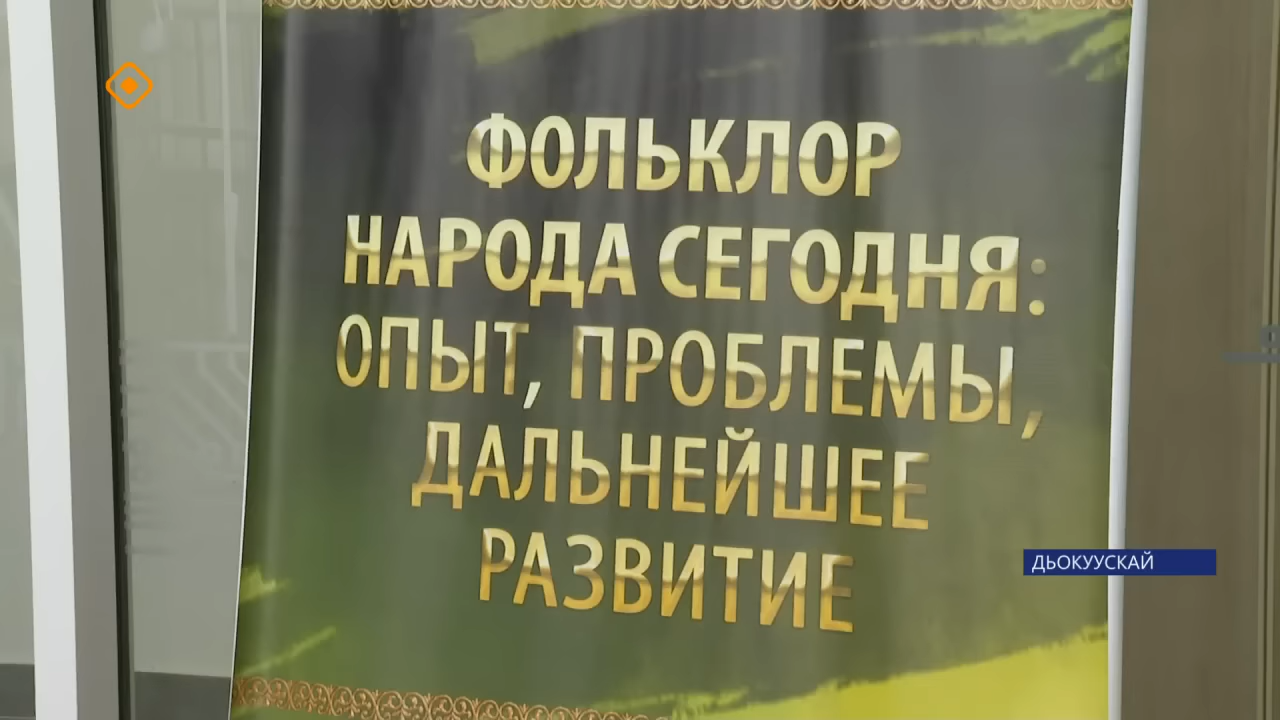 ФОЛЬКЛОР
НАРОДА СЕГОДНЯ:
ОПЫТ, ПРОБЛЕМЫ,
ДАЛЬНЕЙШЕЕ
РАЗВИТИЕ
ДЬОКУУСКАЙ